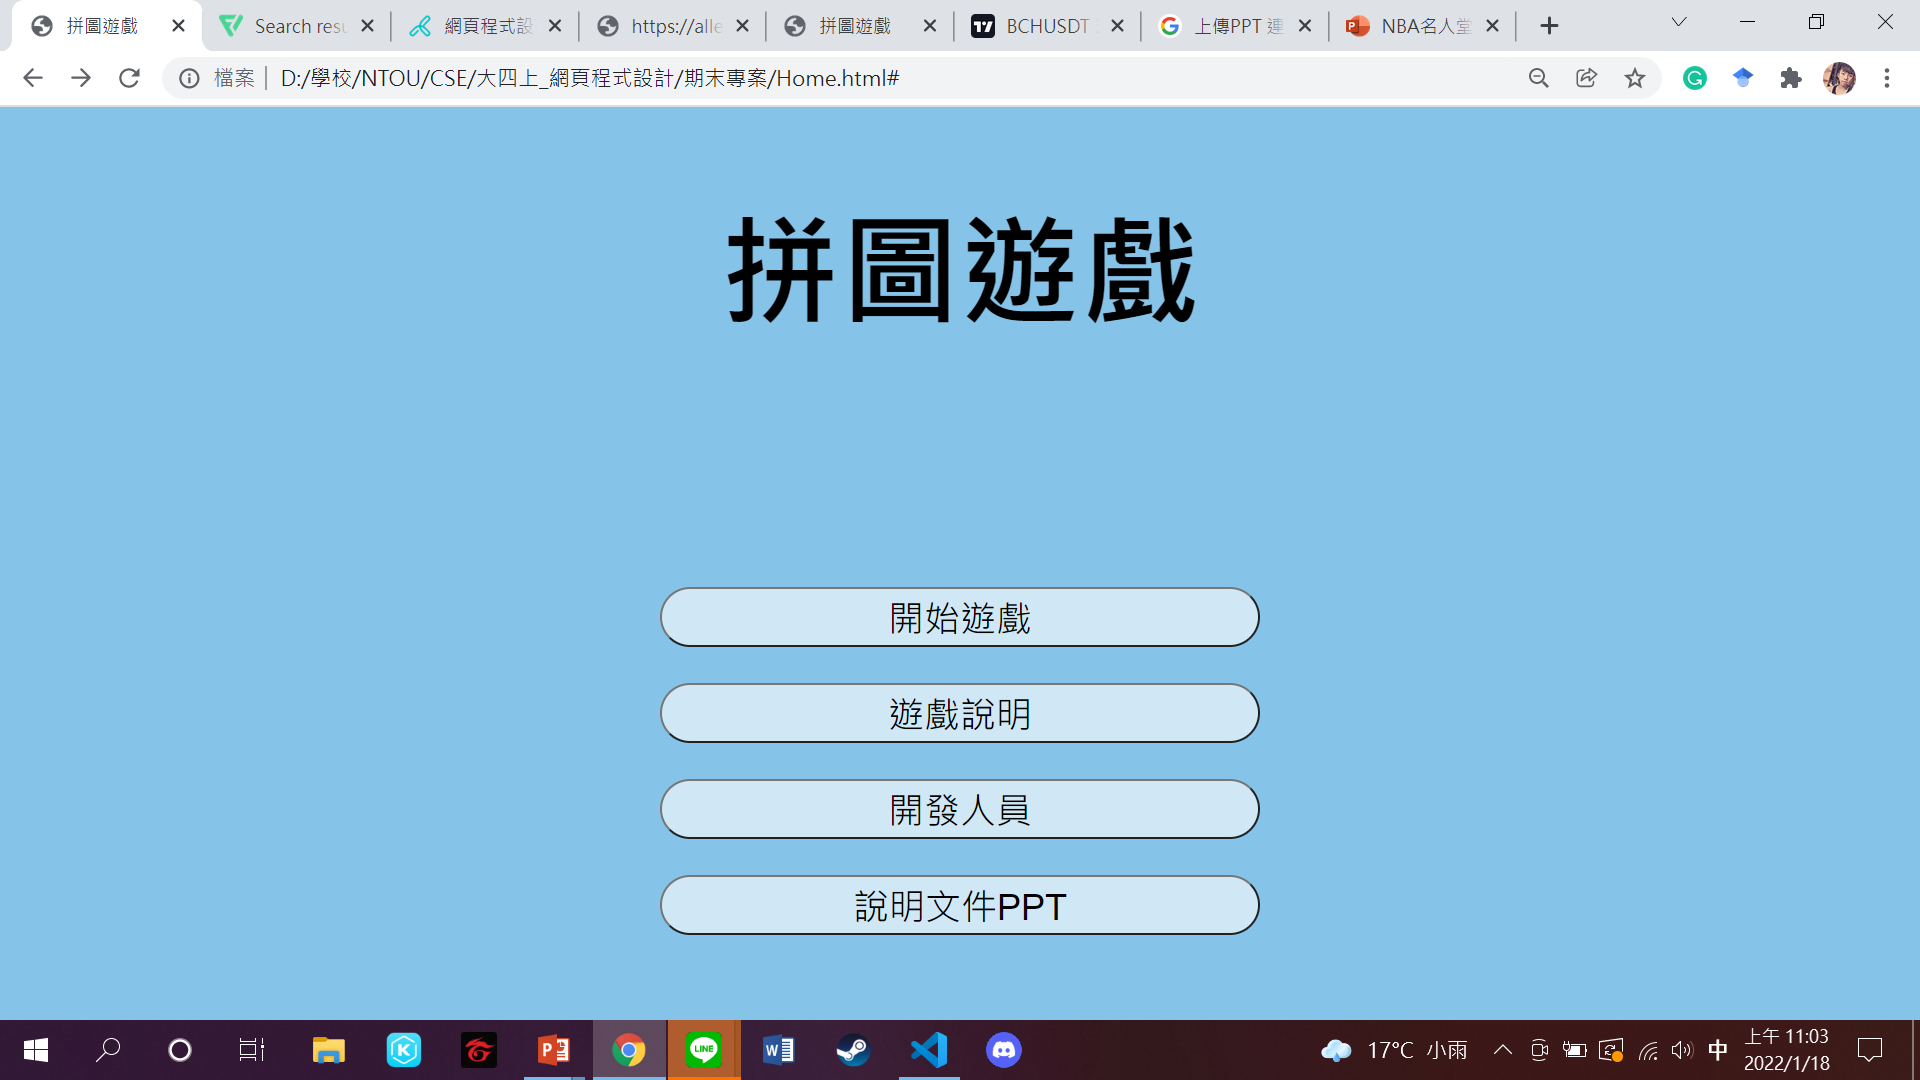 拼圖遊戲
Search resu
網頁程式設
https://alle
拼圖遊戲
BCHUSDT
上傳PPT 連
NBA名人堂
檔案
D:/學校/NTOU/CSE/大四上_網頁程式設計/期末專案/Home.html#
拼圖遊戲
開始遊戲
遊戲說明
開發人員
說明文件PPT
LINE
17°C 小雨
中
上午 11:03
2022/1/18